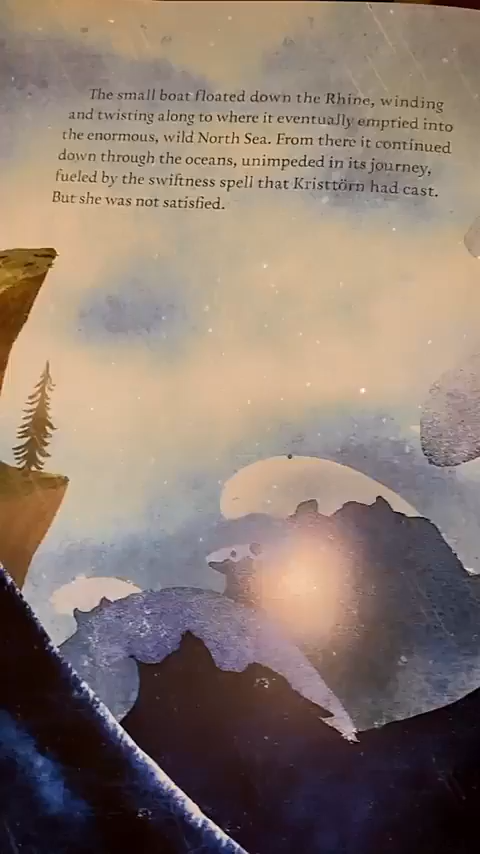 The small boat floated down the Rhine, winding
and twisting along to where it eventually emptied into
the enormous, wild North Sea. From there it continued
down through the oceans, unimpeded in its journey,
fueled by the swiftness spell that Kristtörn had cast.
But she was not satisfied.